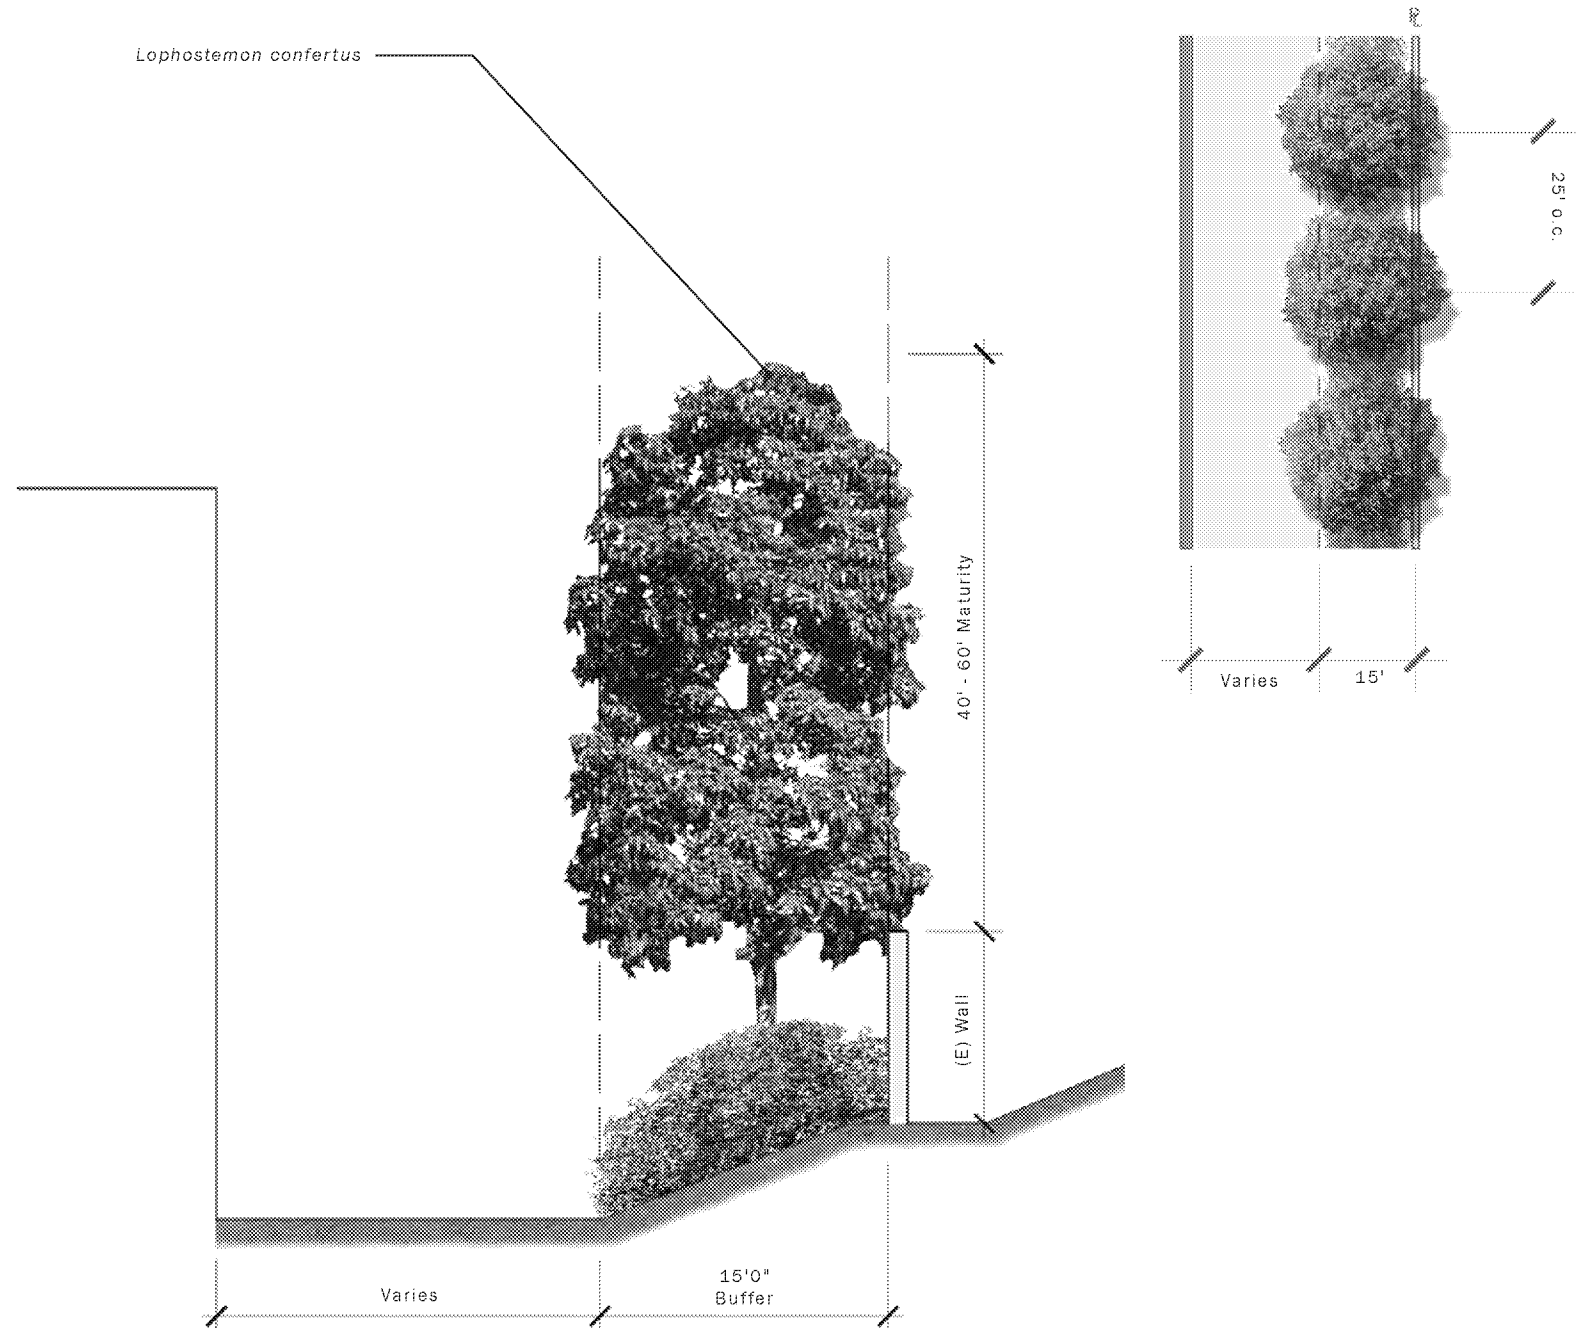 Lophostemon confertus
℄
25' o.c.
Varies
15'
40' - 60' Maturity
(E) Wall
Varies
15'0"
Buffer